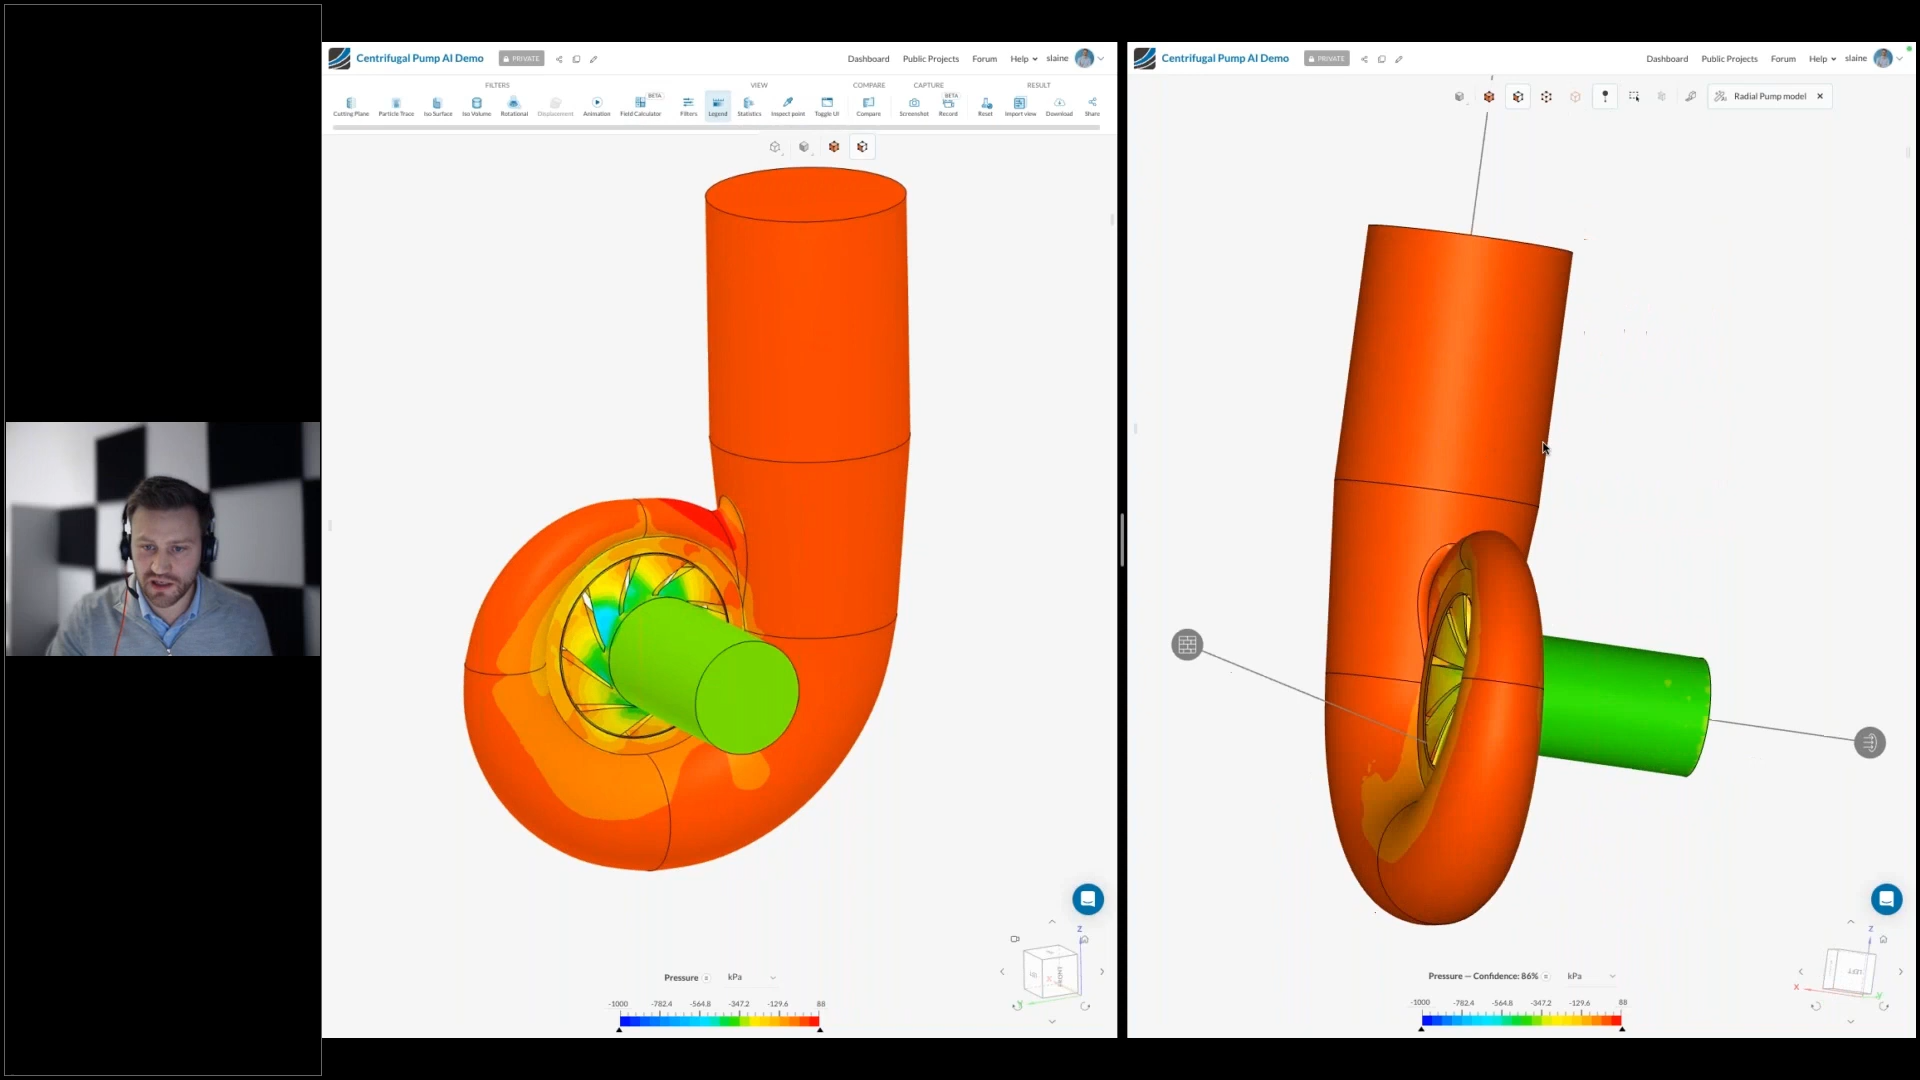 Centrifugal Pump AI Demo PRIVATE Dashboard Public Projects Forum Help slaine
FILTERS VIEW COMPARE CAPTURE RESULT
BETA BETA
Cutting Plane Particle Trace Iso Surface Iso Volume Rotational Displacement Animation Field Calculator Filters Legend Statistics Inspect point Toggle UI Compare Screenshot Record Reset Import view Download Share
Z
Y
Pressure kPa
-1000 -782.4 -564.8 -347.2 -129.6 88
Centrifugal Pump AI Demo PRIVATE Dashboard Public Projects Forum Help slaine
Radial Pump model
Z
LEFT
X
Y
Pressure — Confidence: 86% kPa
-1000 -782.4 -564.8 -347.2 -129.6 88